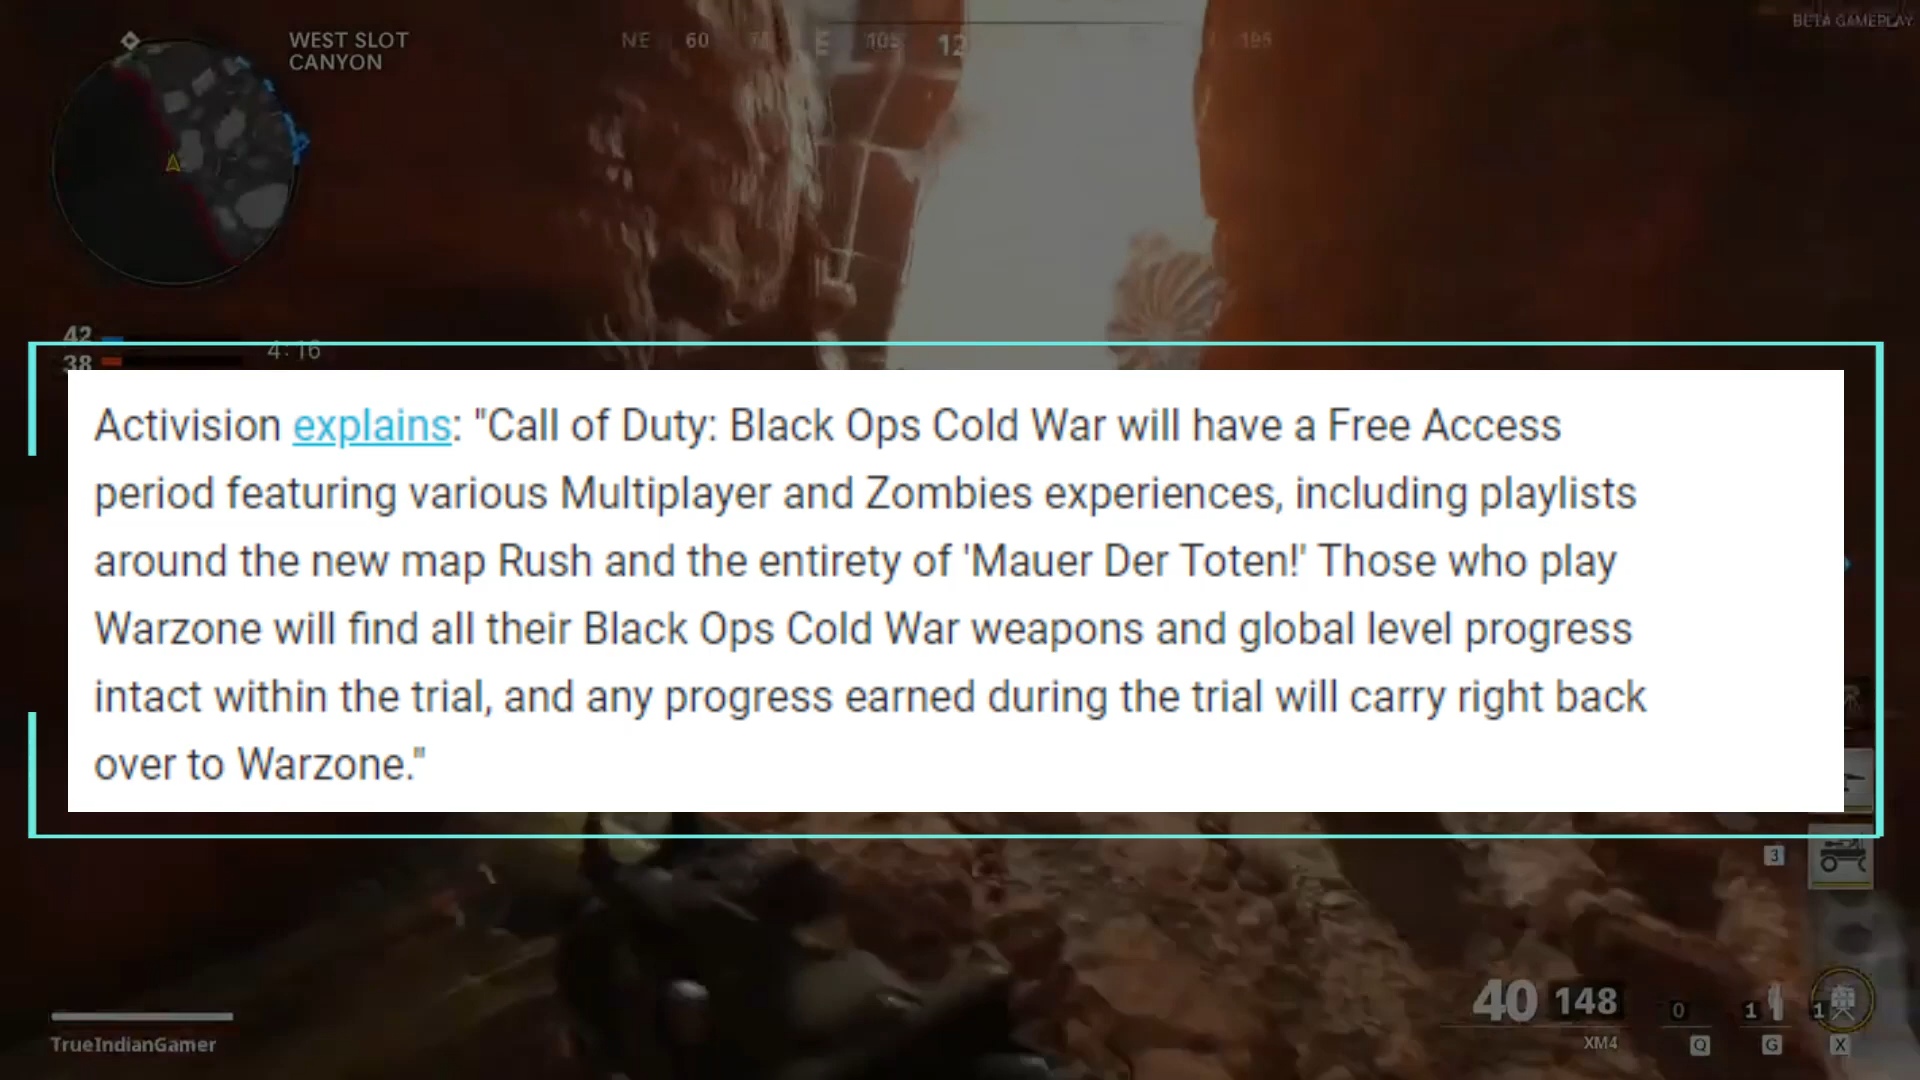 BETA GAMEPLAY
WEST SLOT
CANYON
NE 60 75 E 105 12 195
42
38
4:16
Activision explains: "Call of Duty: Black Ops Cold War will have a Free Access
period featuring various Multiplayer and Zombies experiences, including playlists
around the new map Rush and the entirety of 'Mauer Der Toten!' Those who play
Warzone will find all their Black Ops Cold War weapons and global level progress
intact within the trial, and any progress earned during the trial will carry right back
over to Warzone."
3
40 148 0 1 1
XM4 Q G X
TrueIndianGamer